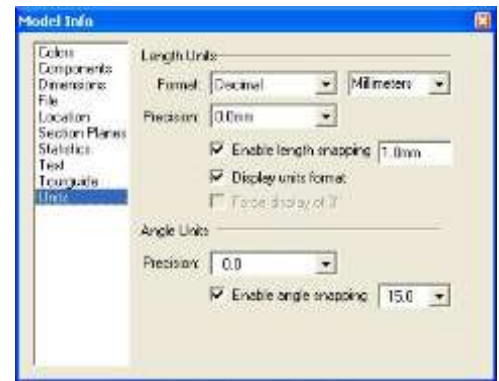 Model Info
Colors
Components
Dimensions
File
Location
Section Planes
Statistics
Text
Tourguide
Units
Length Units
Format: Decimal Millimeters
Precision: 0.0mm
Enable length snapping 1.0mm
Display units format
Force display of 0"
Angle Units
Precision: 0.0
Enable angle snapping 15.0